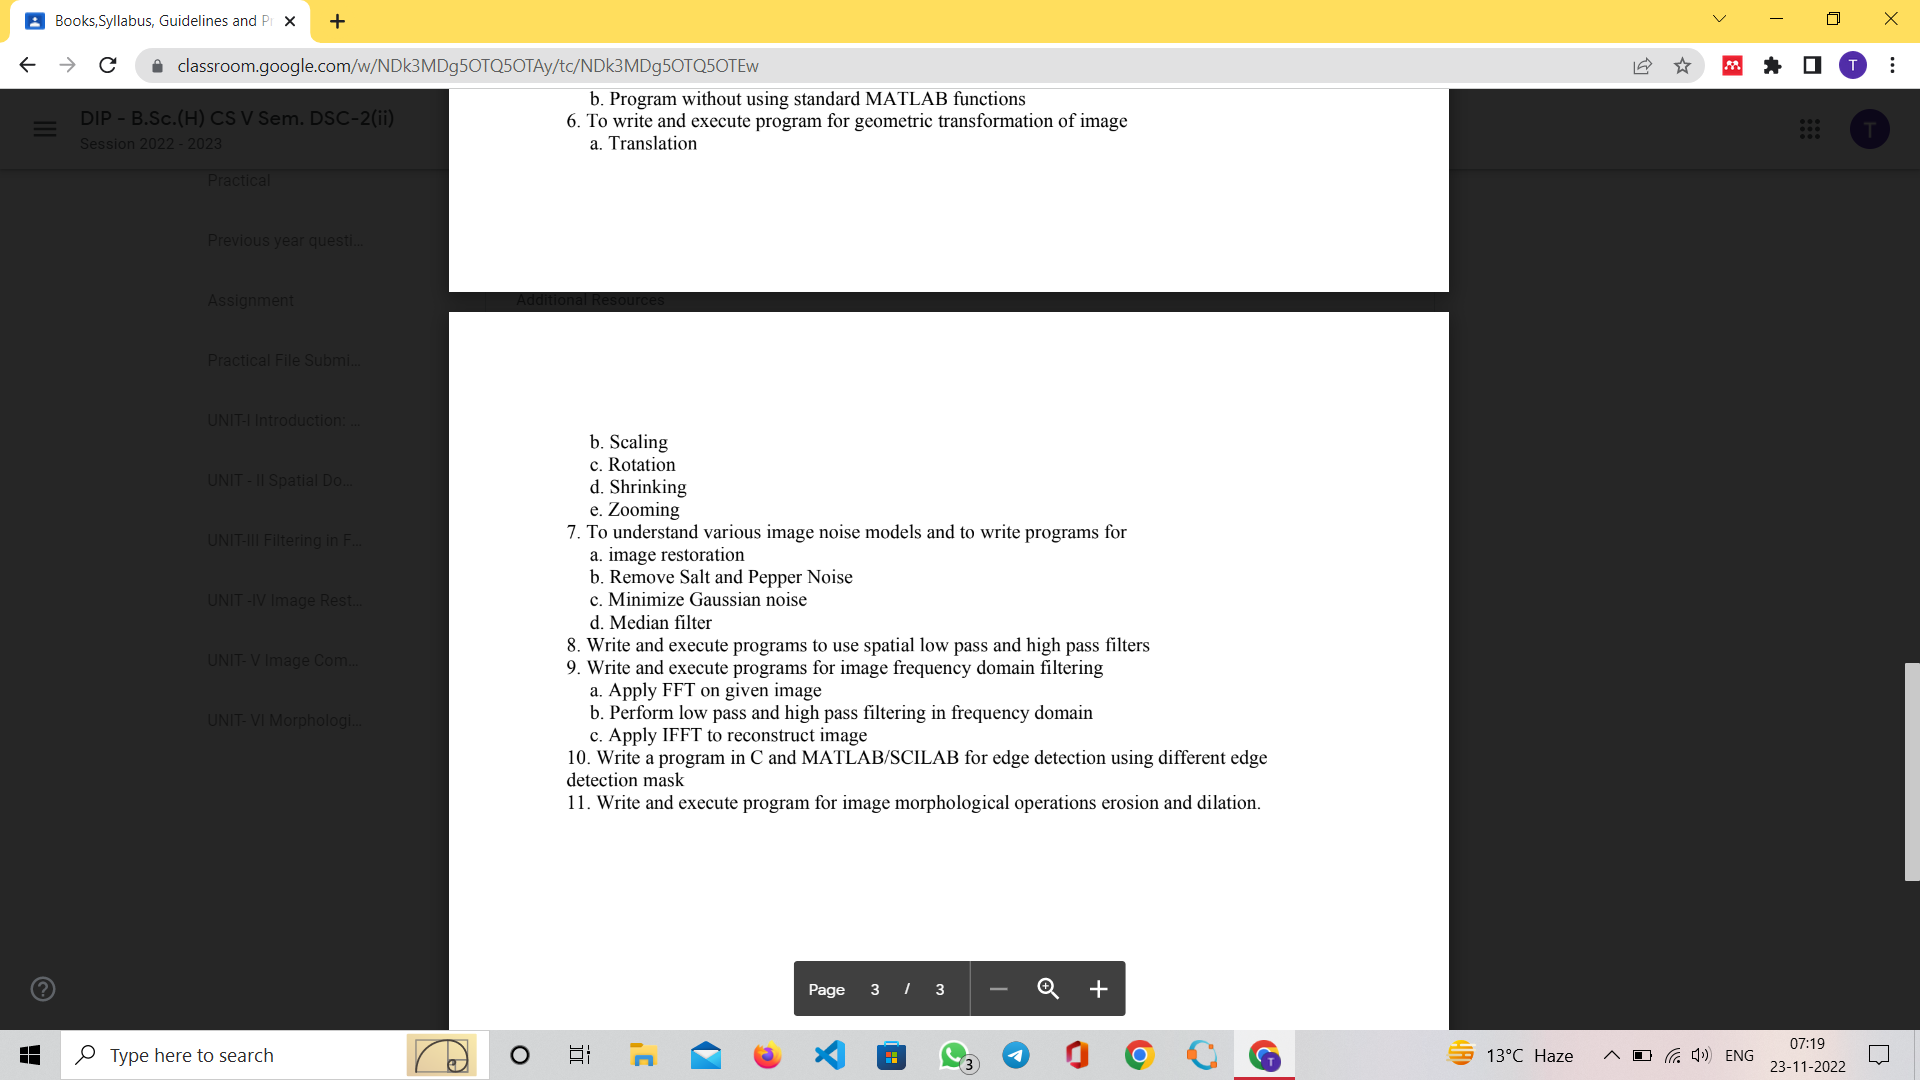 Books,Syllabus, Guidelines and Pr
classroom.google.com/w/NDk3MDg5OTQ5OTAy/tc/NDk3MDg5OTQ5OTEw
T
DIP - B.Sc.(H) CS V Sem. DSC-2(ii)
Session 2022 - 2023
T
Practical
Previous year questi...
Assignment
Practical File Submi...
UNIT-I Introduction: ...
UNIT - II Spatial Do...
UNIT-III Filtering in F...
UNIT -IV Image Rest...
UNIT- V Image Com...
UNIT- VI Morphologi...
b. Program without using standard MATLAB functions
6. To write and execute program for geometric transformation of image
a. Translation
Additional Resources
b. Scaling
c. Rotation
d. Shrinking
e. Zooming
7. To understand various image noise models and to write programs for
a. image restoration
b. Remove Salt and Pepper Noise
c. Minimize Gaussian noise
d. Median filter
8. Write and execute programs to use spatial low pass and high pass filters
9. Write and execute programs for image frequency domain filtering
a. Apply FFT on given image
b. Perform low pass and high pass filtering in frequency domain
c. Apply IFFT to reconstruct image
10. Write a program in C and MATLAB/SCILAB for edge detection using different edge
detection mask
11. Write and execute program for image morphological operations erosion and dilation.
Page 3 / 3
Type here to search
3
T
13°C Haze
ENG
07:19
23-11-2022